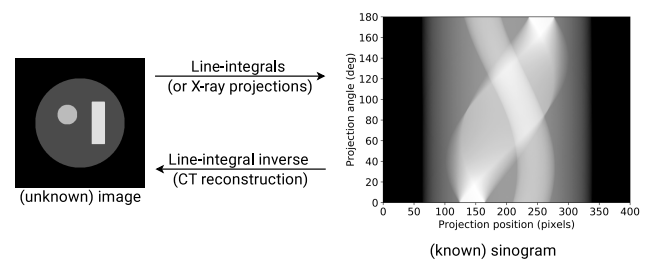 Line-integrals
(or X-ray projections)
Line-integral inverse
(CT reconstruction)
(unknown) image
Projection angle (deg)
180
160
140
120
100
80
60
40
20
0
0 50 100 150 200 250 300 350 400
Projection position (pixels)
(known) sinogram